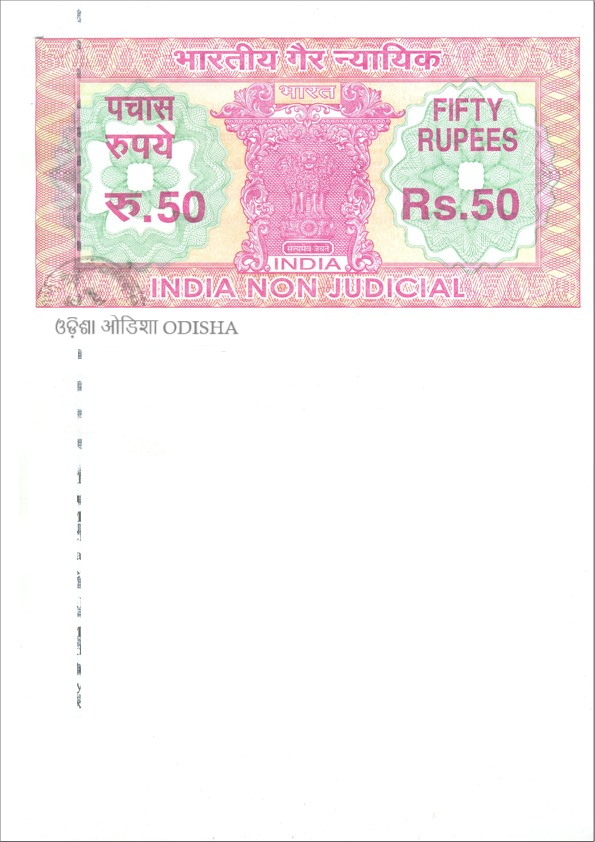 भारतीय गैर न्यायिक
भारत
पचास
रुपये
रु.50
FIFTY
RUPEES
Rs.50
सत्यमेव जयते
INDIA
INDIA NON JUDICIAL
ଓଡ଼ିଶା ओडिशा ODISHA